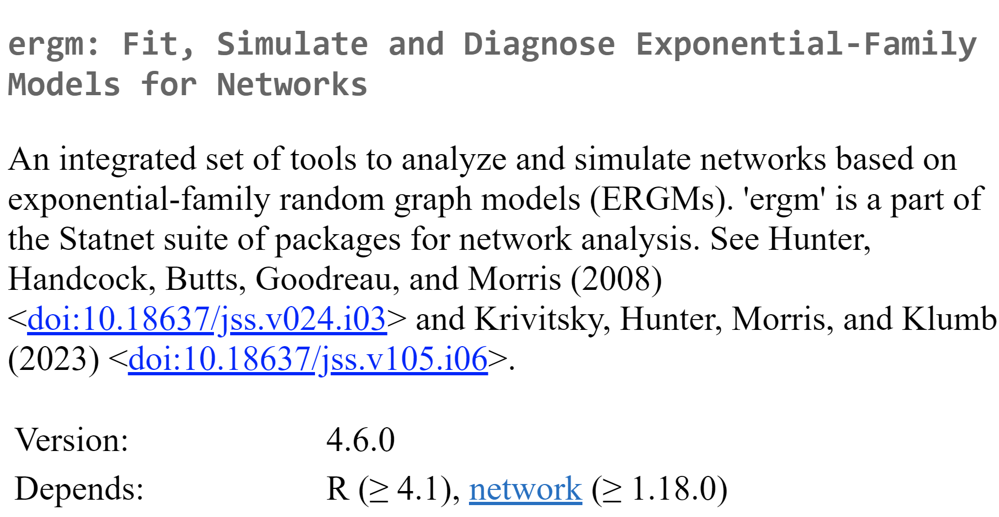 ergm: Fit, Simulate and Diagnose Exponential-Family
Models for Networks
An integrated set of tools to analyze and simulate networks based on
exponential-family random graph models (ERGMs). 'ergm' is a part of
the Statnet suite of packages for network analysis. See Hunter,
Handcock, Butts, Goodreau, and Morris (2008)
<doi:10.18637/jss.v024.i03> and Krivitsky, Hunter, Morris, and Klumb
(2023) <doi:10.18637/jss.v105.i06>.
Version: 4.6.0
Depends: R (≥ 4.1), network (≥ 1.18.0)